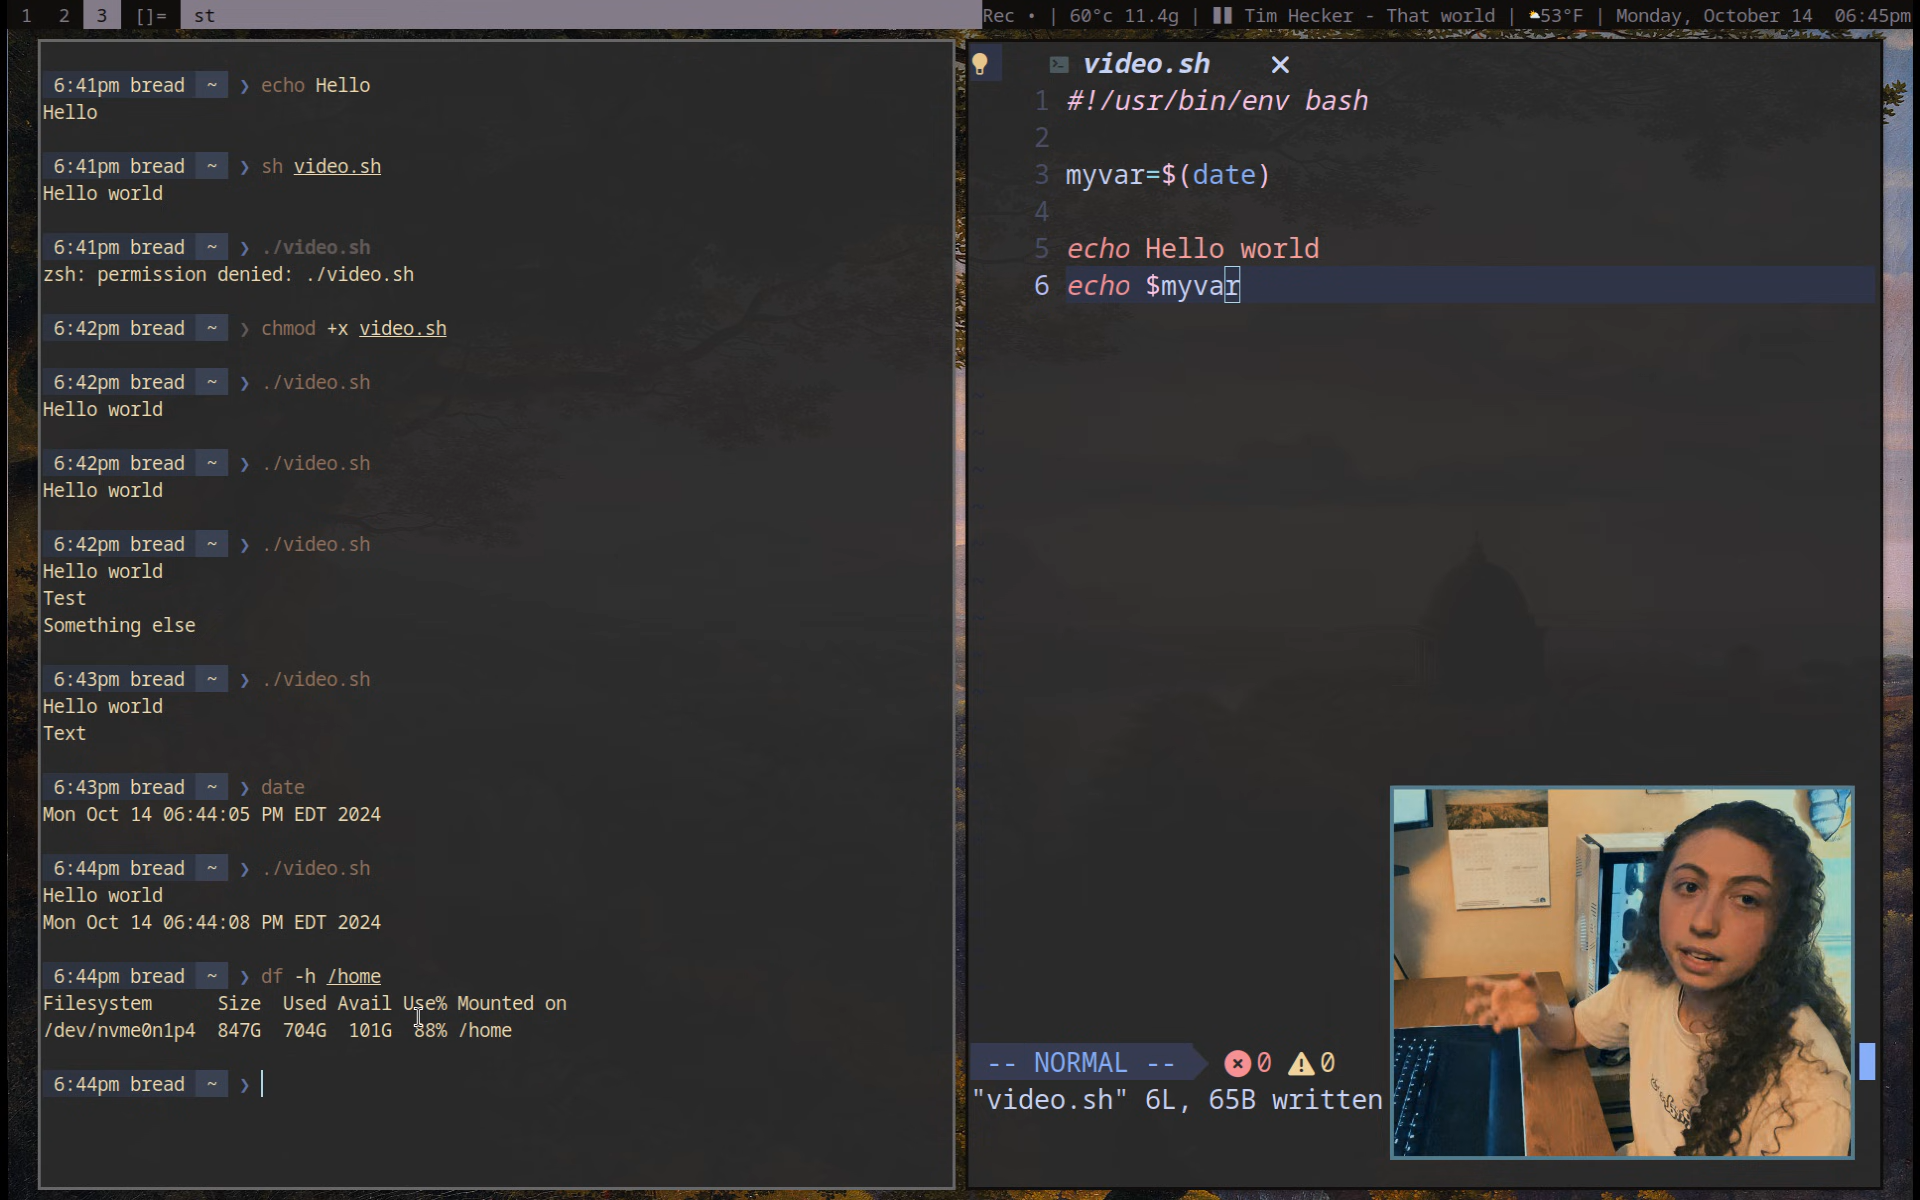 1 2 3 []= st Rec • | 60°c 11.4g | ▮▮ Tim Hecker - That world | 53°F | Monday, October 14 06:45pm
6:41pm bread ~ ❯ echo Hello
Hello
6:41pm bread ~ ❯ sh video.sh
Hello world
6:41pm bread ~ ❯ ./video.sh
zsh: permission denied: ./video.sh
6:42pm bread ~ ❯ chmod +x video.sh
6:42pm bread ~ ❯ ./video.sh
Hello world
6:42pm bread ~ ❯ ./video.sh
Hello world
6:42pm bread ~ ❯ ./video.sh
Hello world
Test
Something else
6:43pm bread ~ ❯ ./video.sh
Hello world
Text
6:43pm bread ~ ❯ date
Mon Oct 14 06:44:05 PM EDT 2024
6:44pm bread ~ ❯ ./video.sh
Hello world
Mon Oct 14 06:44:08 PM EDT 2024
6:44pm bread ~ ❯ df -h /home
Filesystem Size Used Avail Use% Mounted on
/dev/nvme0n1p4 847G 704G 101G 88% /home
6:44pm bread ~ ❯
video.sh ✕
1 #!/usr/bin/env bash
2
3 myvar=$(date)
4
5 echo Hello world
6 echo $myvar
-- NORMAL -- 0 0
"video.sh" 6L, 65B written